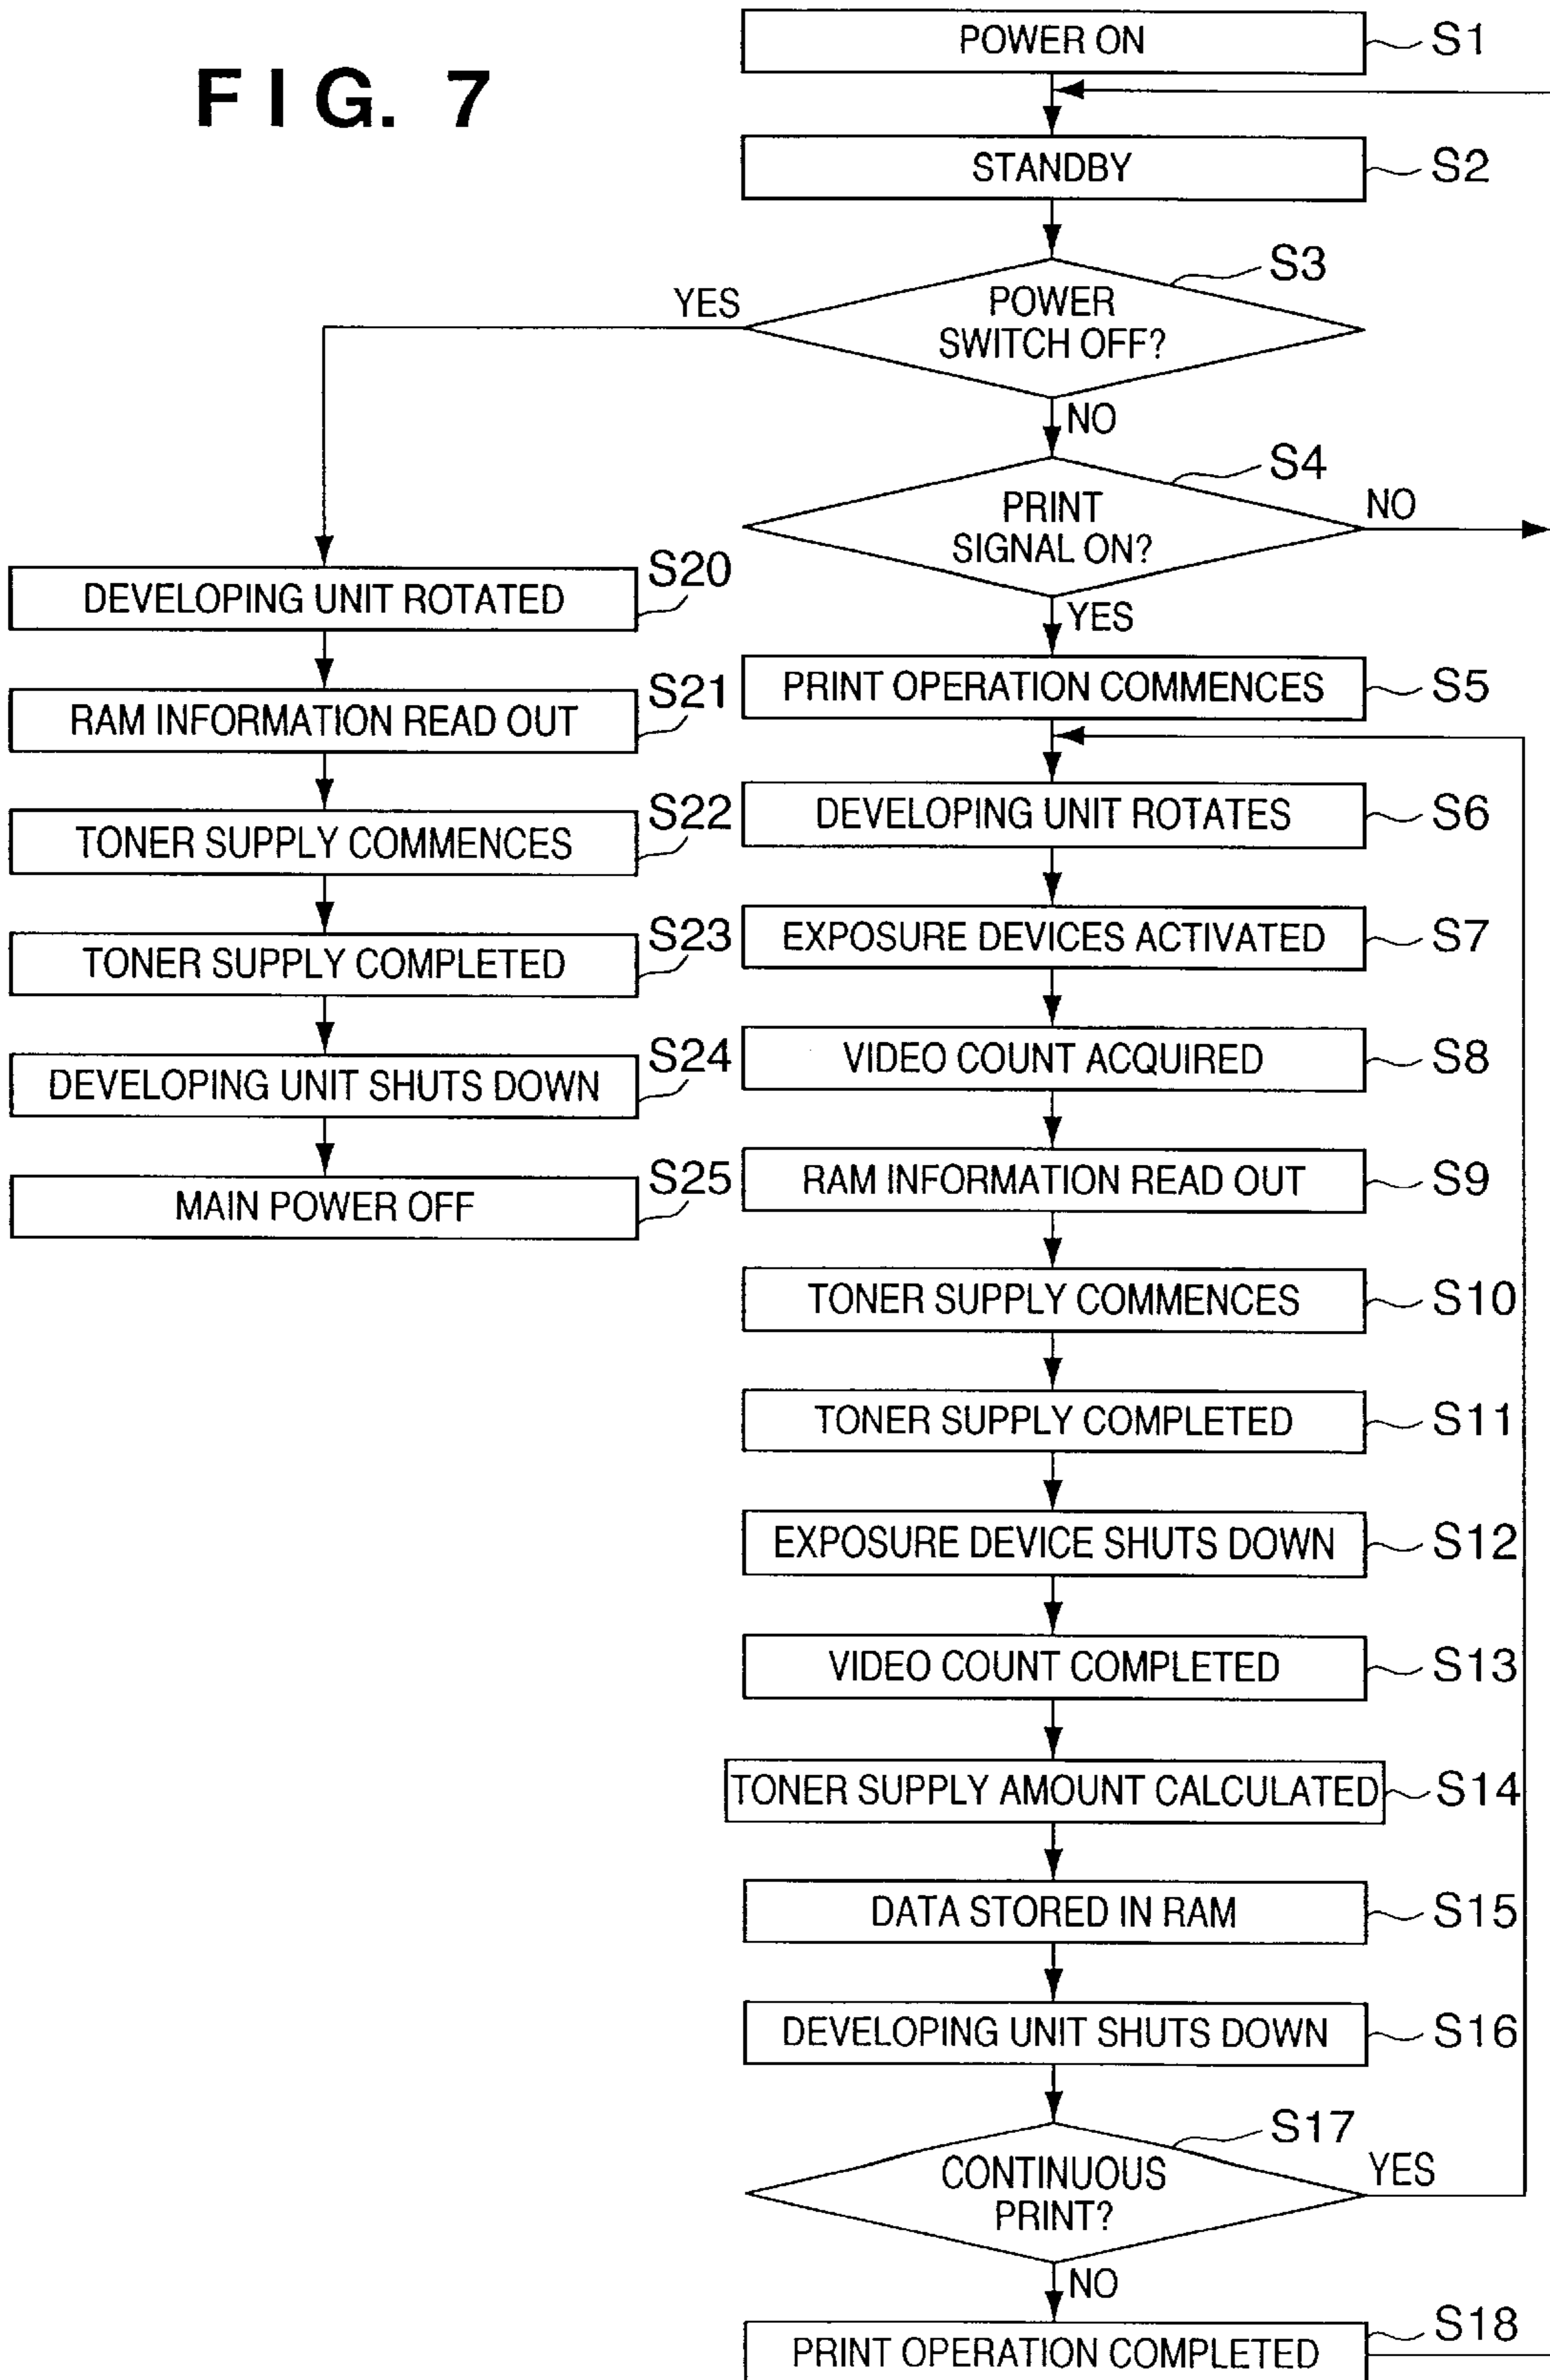 FIG. 7
POWER ON
S1
STANDBY
S2
S3
POWER
SWITCH OFF?
YES
NO
S4
PRINT
SIGNAL ON?
NO
YES
DEVELOPING UNIT ROTATED
S20
RAM INFORMATION READ OUT
S21
TONER SUPPLY COMMENCES
S22
TONER SUPPLY COMPLETED
S23
DEVELOPING UNIT SHUTS DOWN
S24
MAIN POWER OFF
S25
PRINT OPERATION COMMENCES
S5
DEVELOPING UNIT ROTATES
S6
EXPOSURE DEVICES ACTIVATED
S7
VIDEO COUNT ACQUIRED
S8
RAM INFORMATION READ OUT
S9
TONER SUPPLY COMMENCES
S10
TONER SUPPLY COMPLETED
S11
EXPOSURE DEVICE SHUTS DOWN
S12
VIDEO COUNT COMPLETED
S13
TONER SUPPLY AMOUNT CALCULATED
S14
DATA STORED IN RAM
S15
DEVELOPING UNIT SHUTS DOWN
S16
S17
CONTINUOUS
PRINT?
YES
NO
PRINT OPERATION COMPLETED
S18